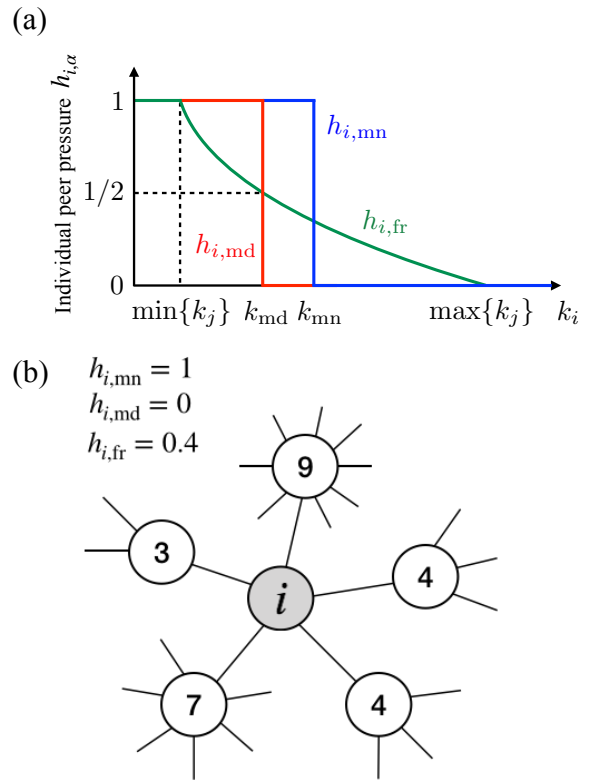 (a)
Individual peer pressure h_{i,α}
1
1/2
0
h_{i,mn}
h_{i,fr}
h_{i,md}
min{k_j} k_md k_mn max{k_j} k_i
(b)
h_{i,mn} = 1
h_{i,md} = 0
h_{i,fr} = 0.4
9
3
4
i
7
4